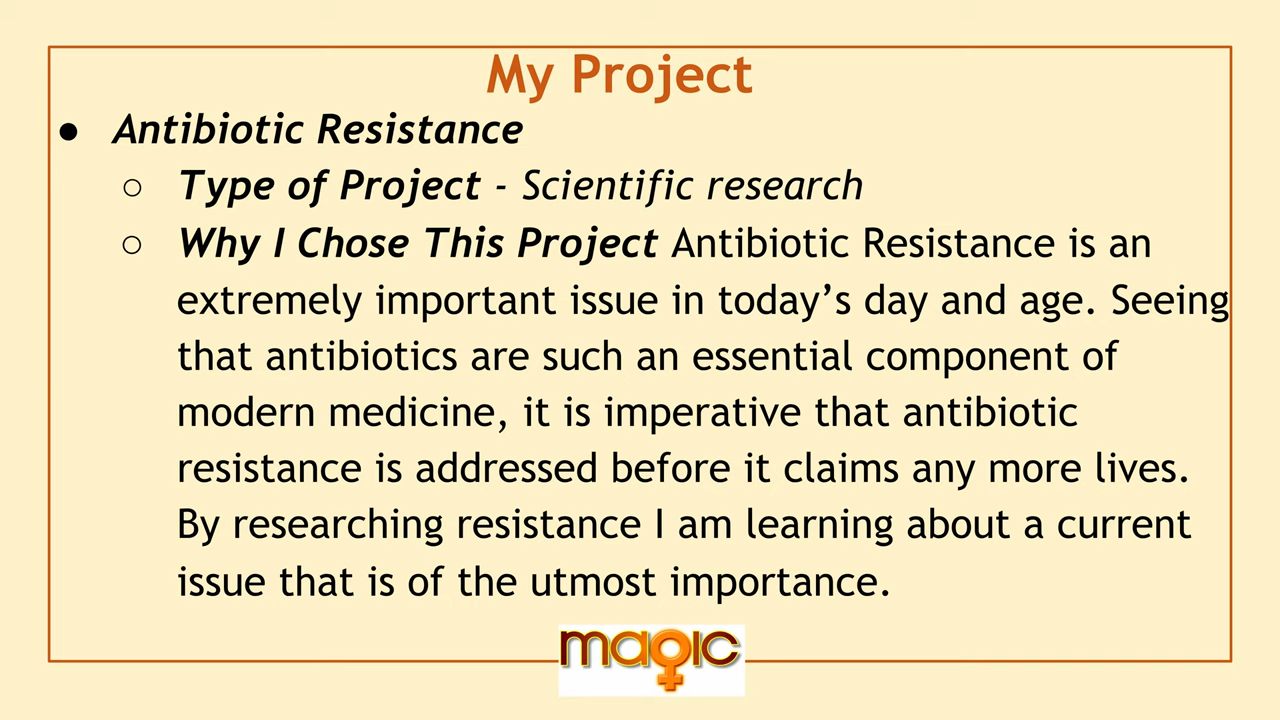 My Project
● Antibiotic Resistance
○ Type of Project - Scientific research
○ Why I Chose This Project Antibiotic Resistance is an
extremely important issue in today’s day and age. Seeing
that antibiotics are such an essential component of
modern medicine, it is imperative that antibiotic
resistance is addressed before it claims any more lives.
By researching resistance I am learning about a current
issue that is of the utmost importance.
magic